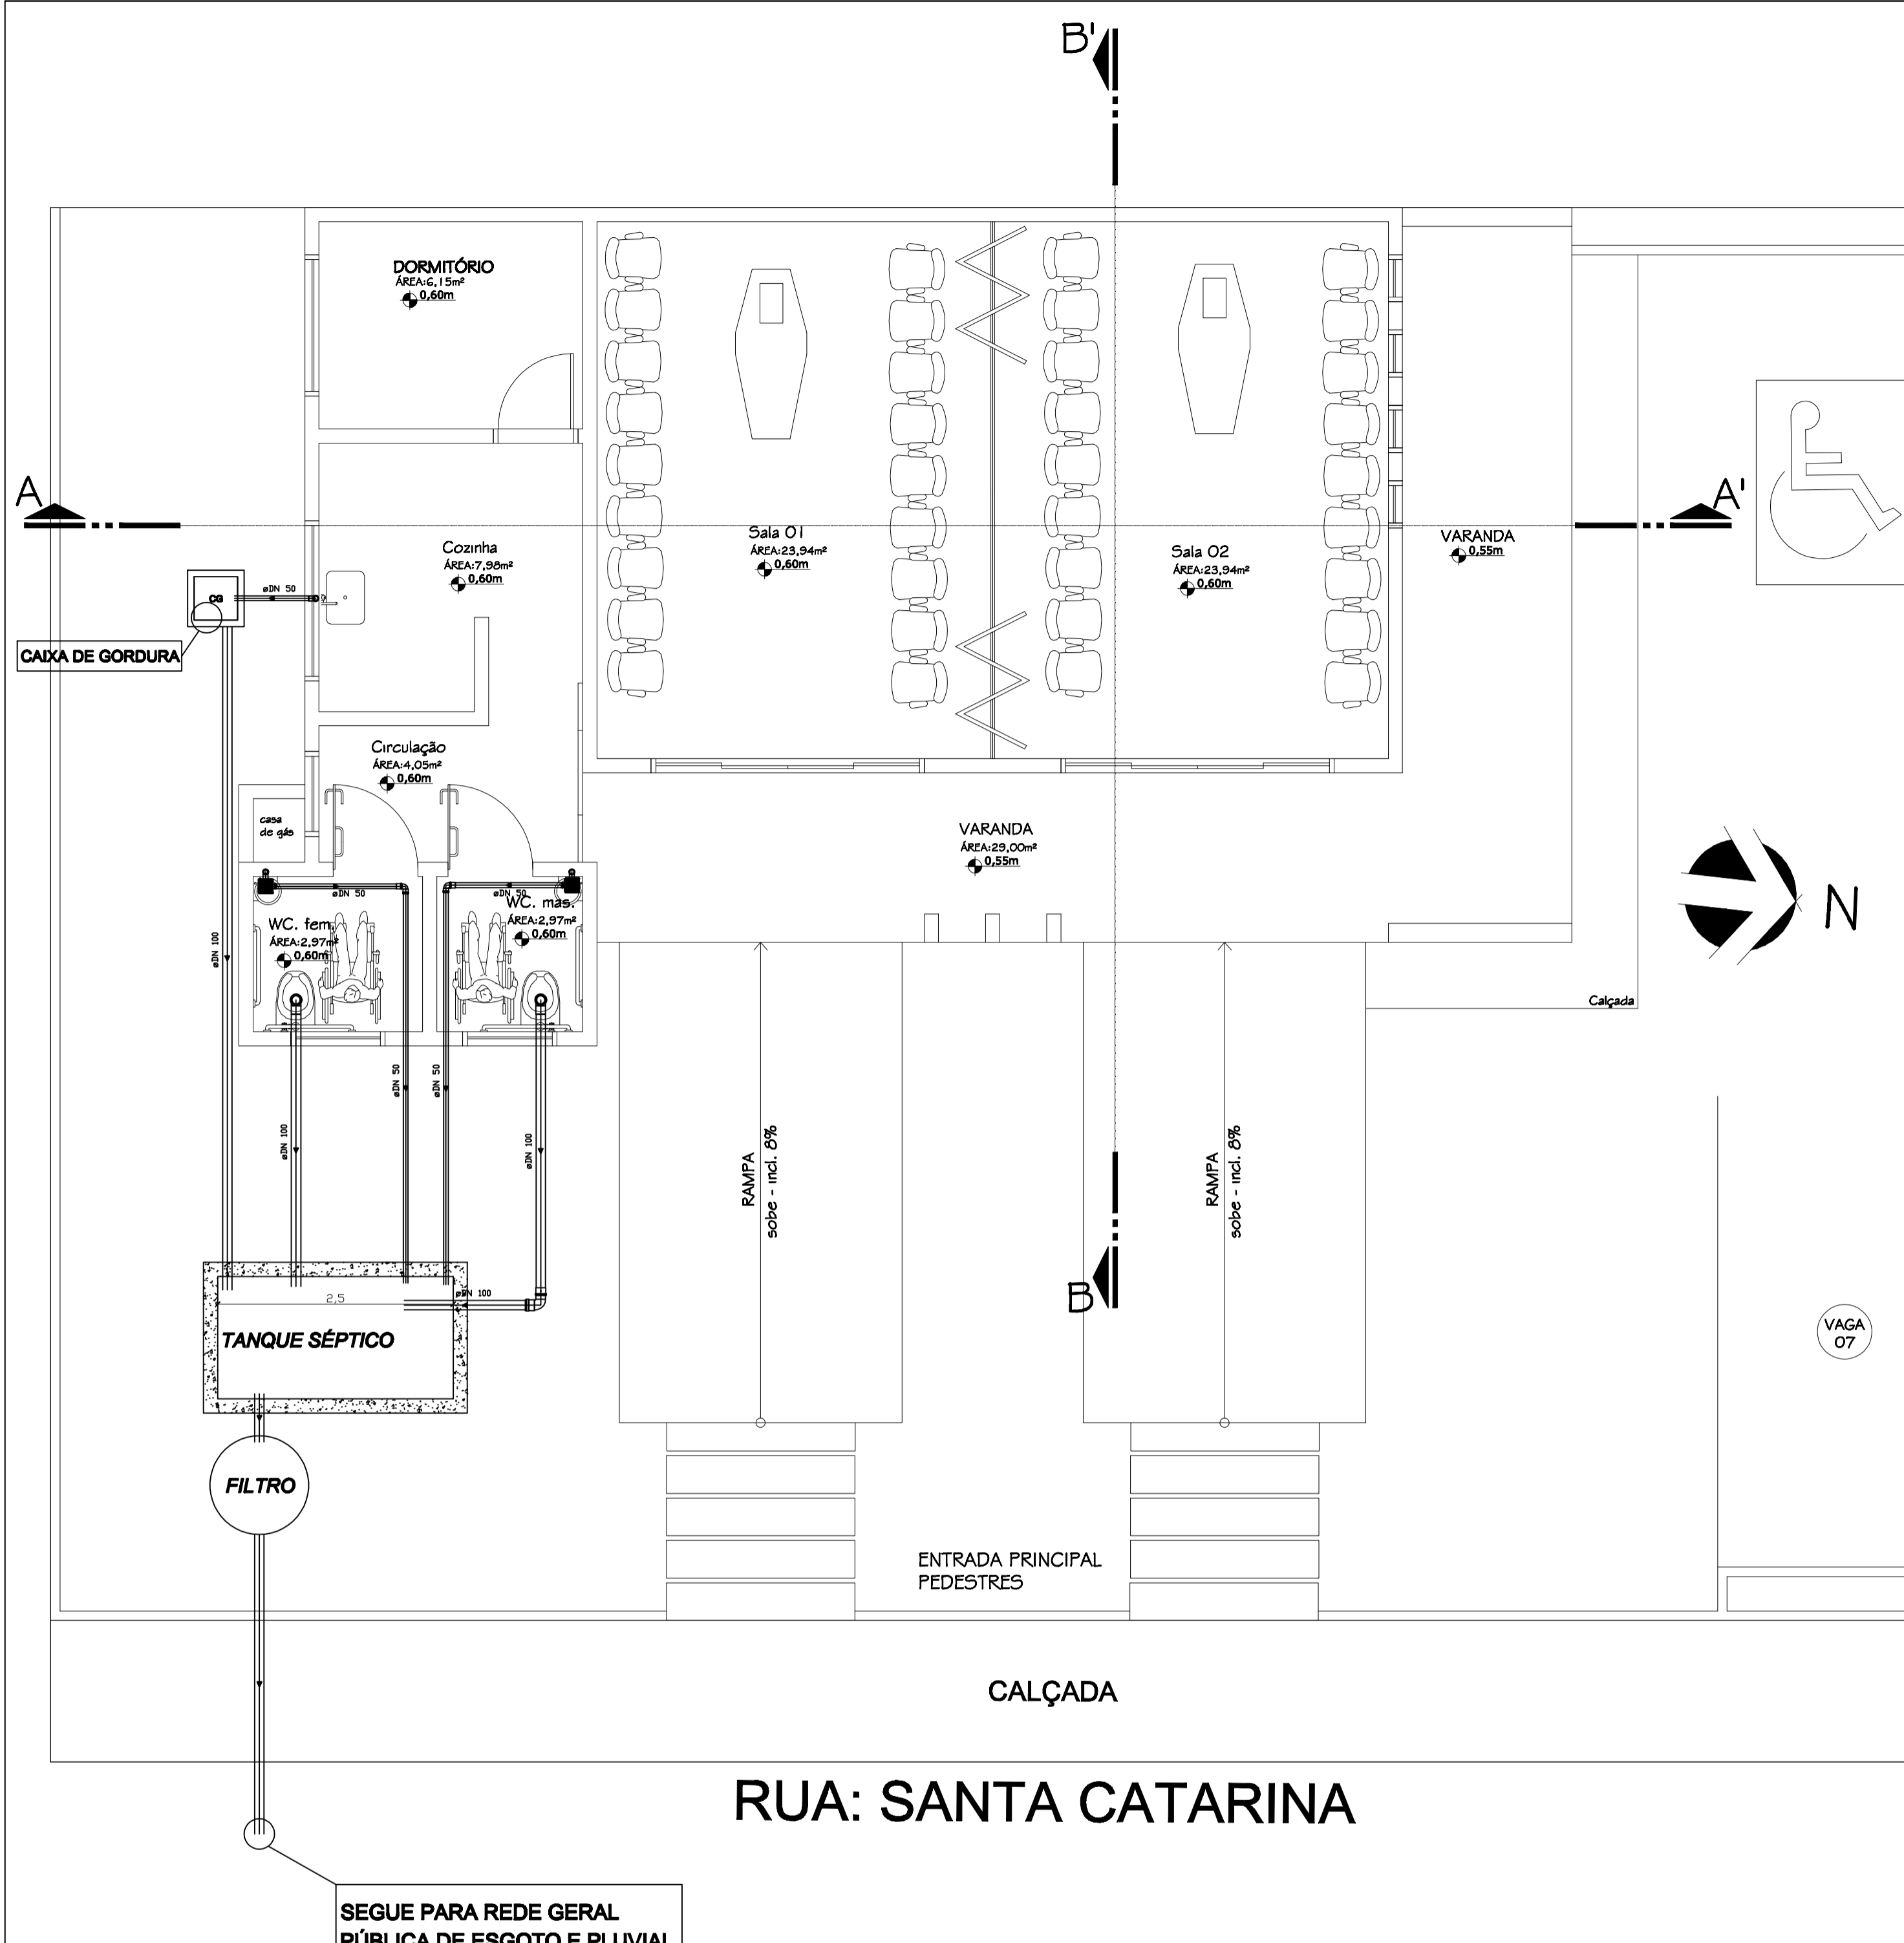 B'
DORMITÓRIO
ÁREA:6,15m²
0,60m
A
A'
Cozinha
ÁREA:7,98m²
0,60m
Sala 01
ÁREA:23,94m²
0,60m
Sala 02
ÁREA:23,94m²
0,60m
VARANDA
0,55m
øDN 50
CG
CAIXA DE GORDURA
Circulação
ÁREA:4,05m²
0,60m
casa
de gás
VARANDA
ÁREA:29,00m²
0,55m
øDN 50
øDN 50
WC. fem.
ÁREA:2,97m²
0,60m
WC. mas.
ÁREA:2,97m²
0,60m
N
øDN 100
Calçada
øDN 50
øDN 50
øDN 100
øDN 100
RAMPA
sobe - incl. 8%
RAMPA
sobe - incl. 8%
B
2,5
øDN 100
TANQUE SÉPTICO
VAGA
07
FILTRO
ENTRADA PRINCIPAL
PEDESTRES
CALÇADA
RUA: SANTA CATARINA
SEGUE PARA REDE GERAL
PÚBLICA DE ESGOTO E PLUVIAL